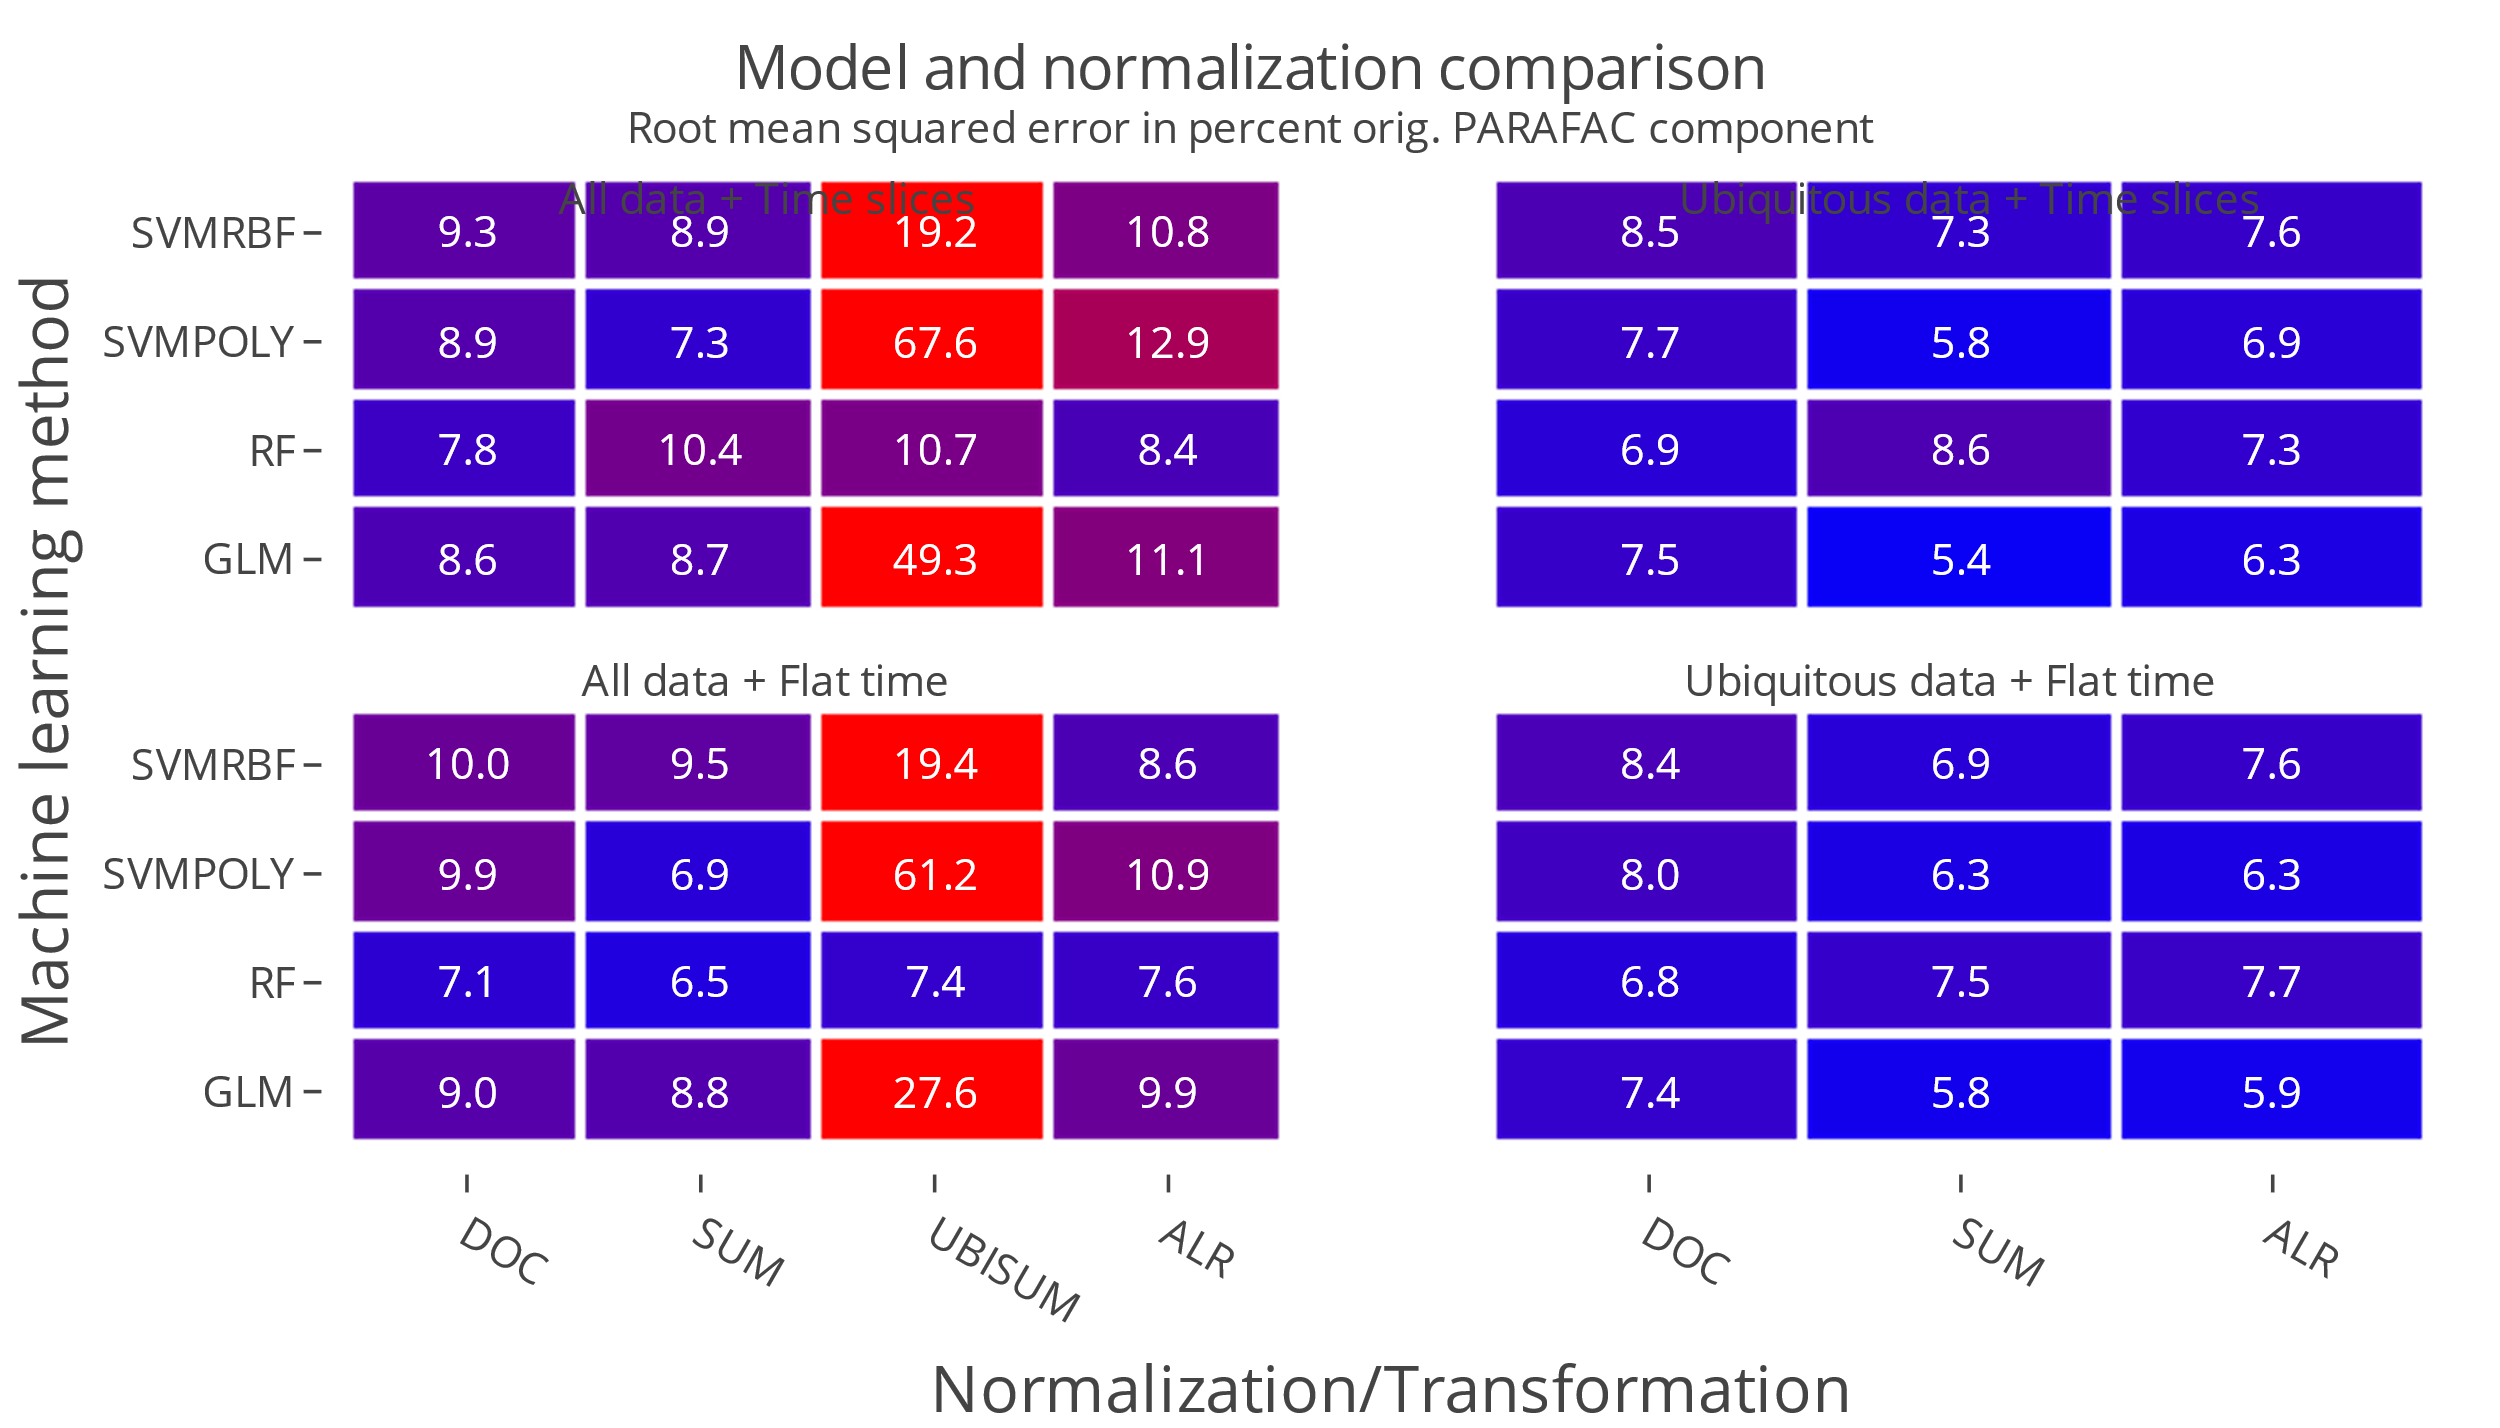 Model and normalization comparison
Root mean squared error in percent orig. PARAFAC component
All data + Time slices
Ubiquitous data + Time slices
SVMRBF 9.3 8.9 19.2 10.8 8.5 7.3 7.6
SVMPOLY 8.9 7.3 67.6 12.9 7.7 5.8 6.9
RF 7.8 10.4 10.7 8.4 6.9 8.6 7.3
GLM 8.6 8.7 49.3 11.1 7.5 5.4 6.3
All data + Flat time
Ubiquitous data + Flat time
SVMRBF 10.0 9.5 19.4 8.6 8.4 6.9 7.6
SVMPOLY 9.9 6.9 61.2 10.9 8.0 6.3 6.3
RF 7.1 6.5 7.4 7.6 6.8 7.5 7.7
GLM 9.0 8.8 27.6 9.9 7.4 5.8 5.9
DOC SUM UBISUM ALR DOC SUM ALR
Machine learning method
Normalization/Transformation